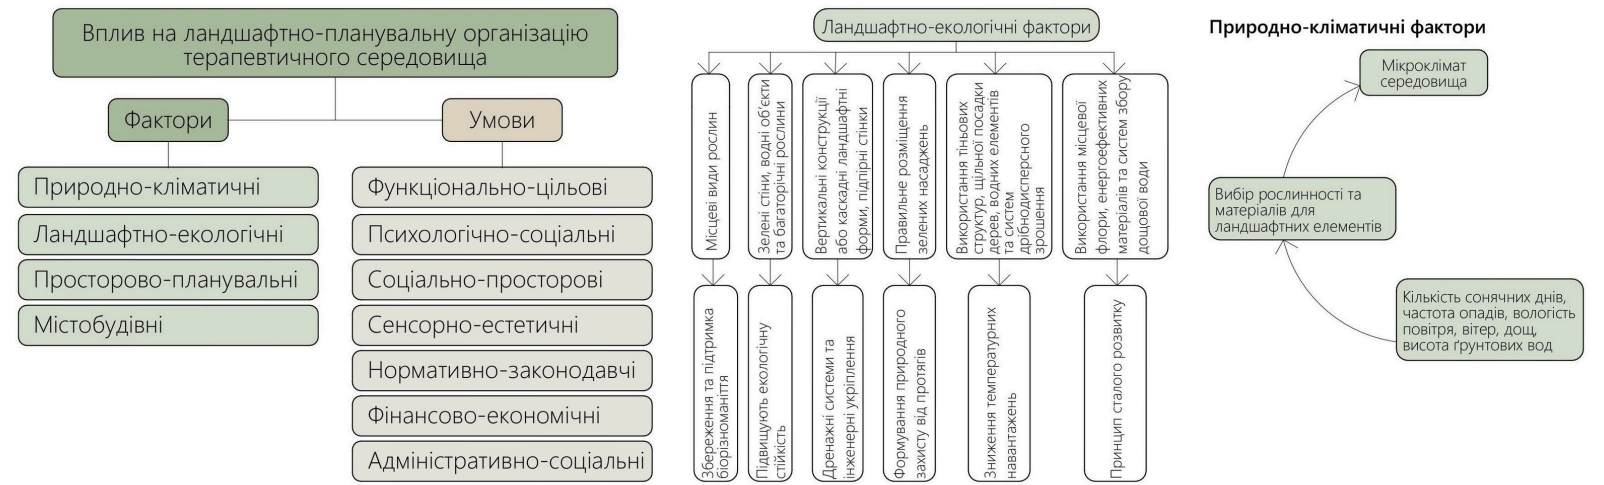 Вплив на ландшафтно-планувальну організацію
терапевтичного середовища
Фактори
Умови
Природно-кліматичні
Ландшафтно-екологічні
Просторово-планувальні
Містобудівні
Функціонально-цільові
Психологічно-соціальні
Соціально-просторові
Сенсорно-естетичні
Нормативно-законодавчі
Фінансово-економічні
Адміністративно-соціальні
Ландшафтно-екологічні фактори
Місцеві види рослин
Зелені стіни, водні об'єкти
та багаторічні рослини
Вертикальні конструкції
або каскадні ландшафтні
форми, підпірні стінки
Правильне розміщення
зелених насаджень
Використання тіньових
структур, щільної посадки
дерев, водних елементів
та систем
дрібнодисперсного
зрошення
Використання місцевої
флори, енергоефективних
матеріалів та систем збору
дощової води
Збереження та підтримка
біорізноманіття
Підвищують екологічну
стійкість
Дренажні системи та
інженерні укріплення
Формування природного
захисту від протягів
Зниження температурних
навантажень
Принцип сталого розвитку
Природно-кліматичні фактори
Мікроклімат
середовища
Вибір рослинності та
матеріалів для
ландшафтних елементів
Кількість сонячних днів,
частота опадів, вологість
повітря, вітер, дощ,
висота ґрунтових вод